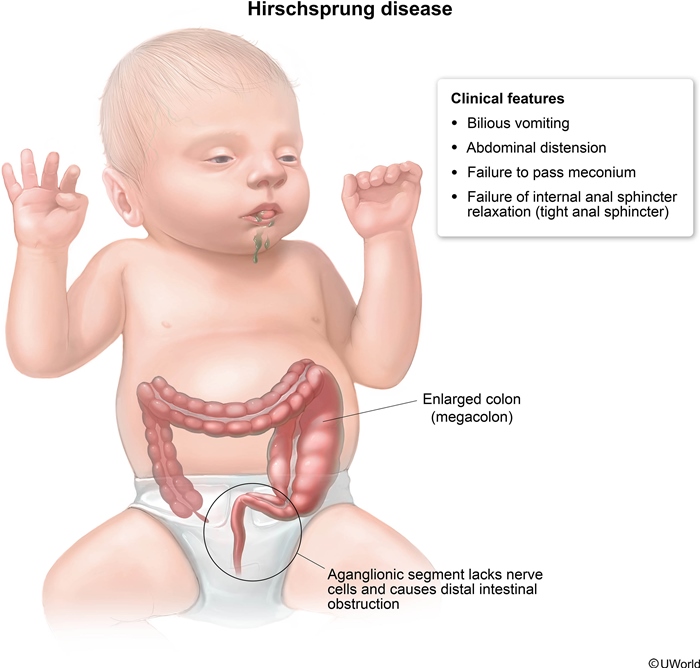 Hirschsprung disease
Clinical features
• Bilious vomiting
• Abdominal distension
• Failure to pass meconium
• Failure of internal anal sphincter
relaxation (tight anal sphincter)
Enlarged colon
(megacolon)
Aganglionic segment lacks nerve
cells and causes distal intestinal
obstruction
©UWorld